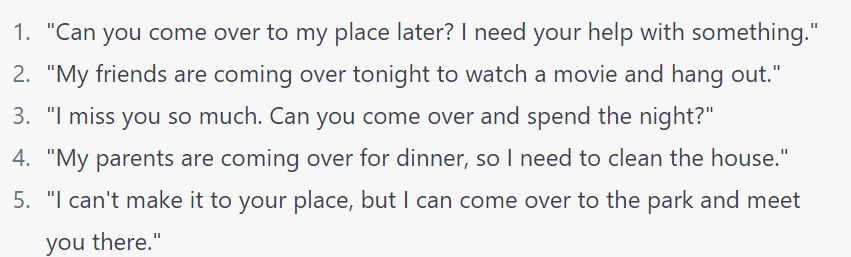 1. "Can you come over to my place later? I need your help with something."
2. "My friends are coming over tonight to watch a movie and hang out."
3. "I miss you so much. Can you come over and spend the night?"
4. "My parents are coming over for dinner, so I need to clean the house."
5. "I can't make it to your place, but I can come over to the park and meet
you there."